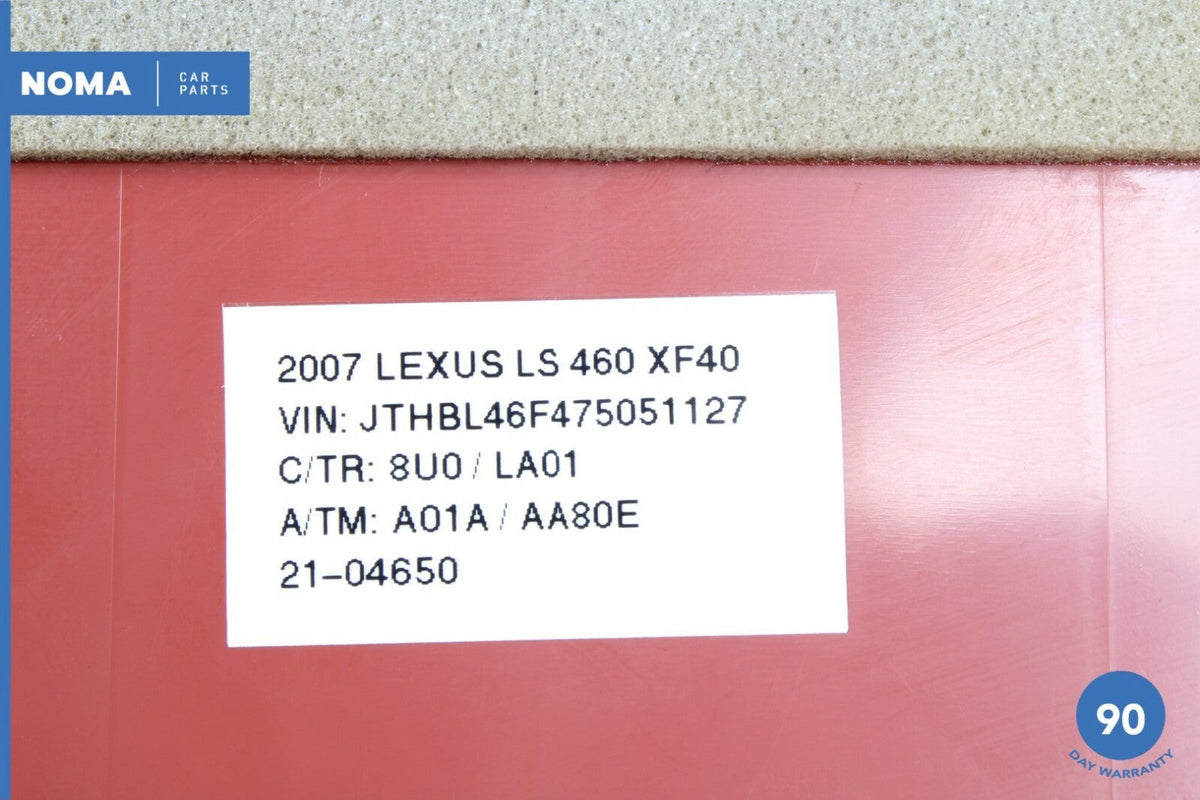 NOMA
CAR
PARTS
2007 LEXUS LS 460 XF40
VIN: JTHBL46F475051127
C/TR: 8U0 / LA01
A/TM: A01A / AA80E
21-04650
90
DAY WARRANTY